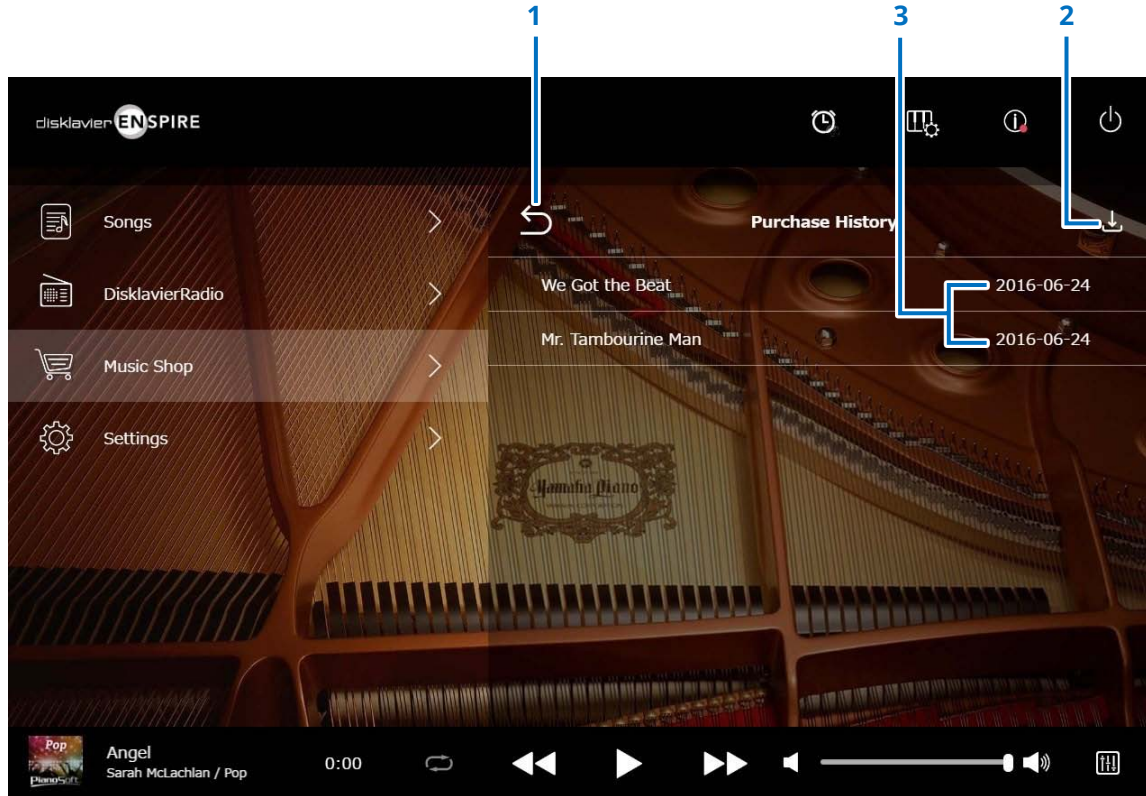 1
3
2
disklavier ENSPIRE
Songs
DisklavierRadio
Music Shop
Settings
Purchase History
We Got the Beat
2016-06-24
Mr. Tambourine Man
2016-06-24
Yamaha Piano
Pop
PianoSoft
Angel
Sarah McLachlan / Pop
0:00